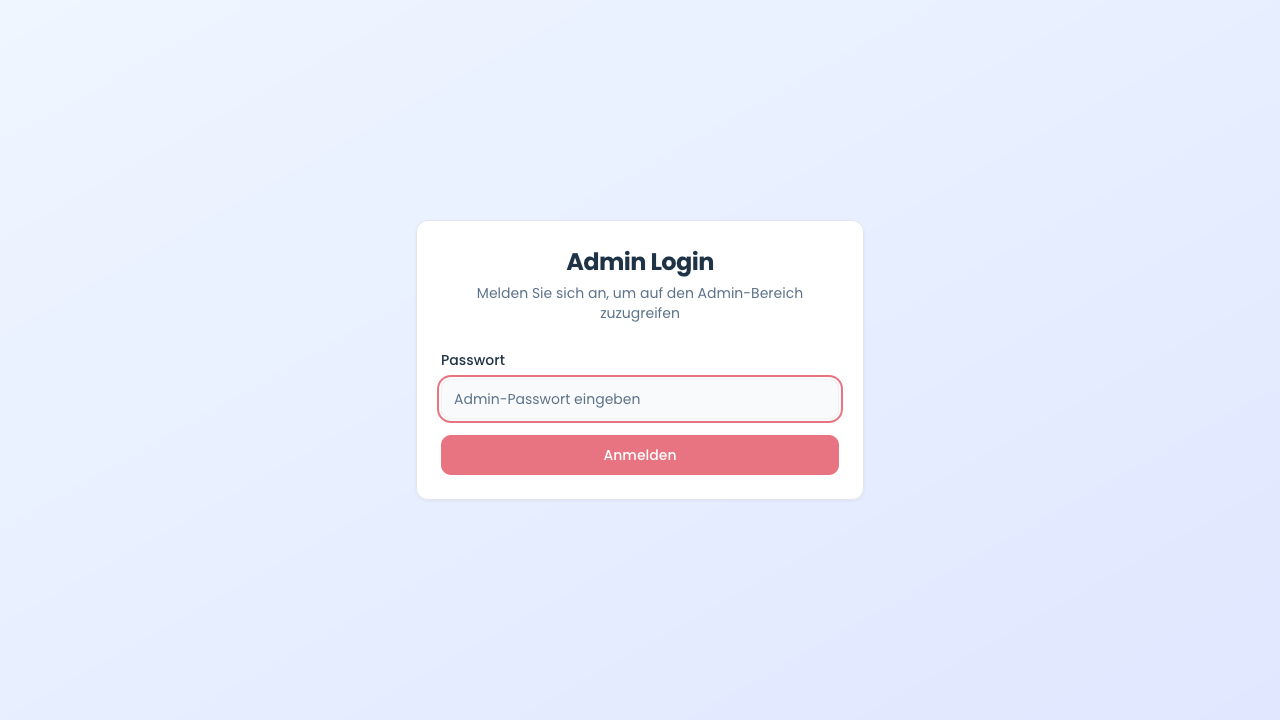 Admin Login
Melden Sie sich an, um auf den Admin-Bereich
zuzugreifen
Passwort
Admin-Passwort eingeben
Anmelden